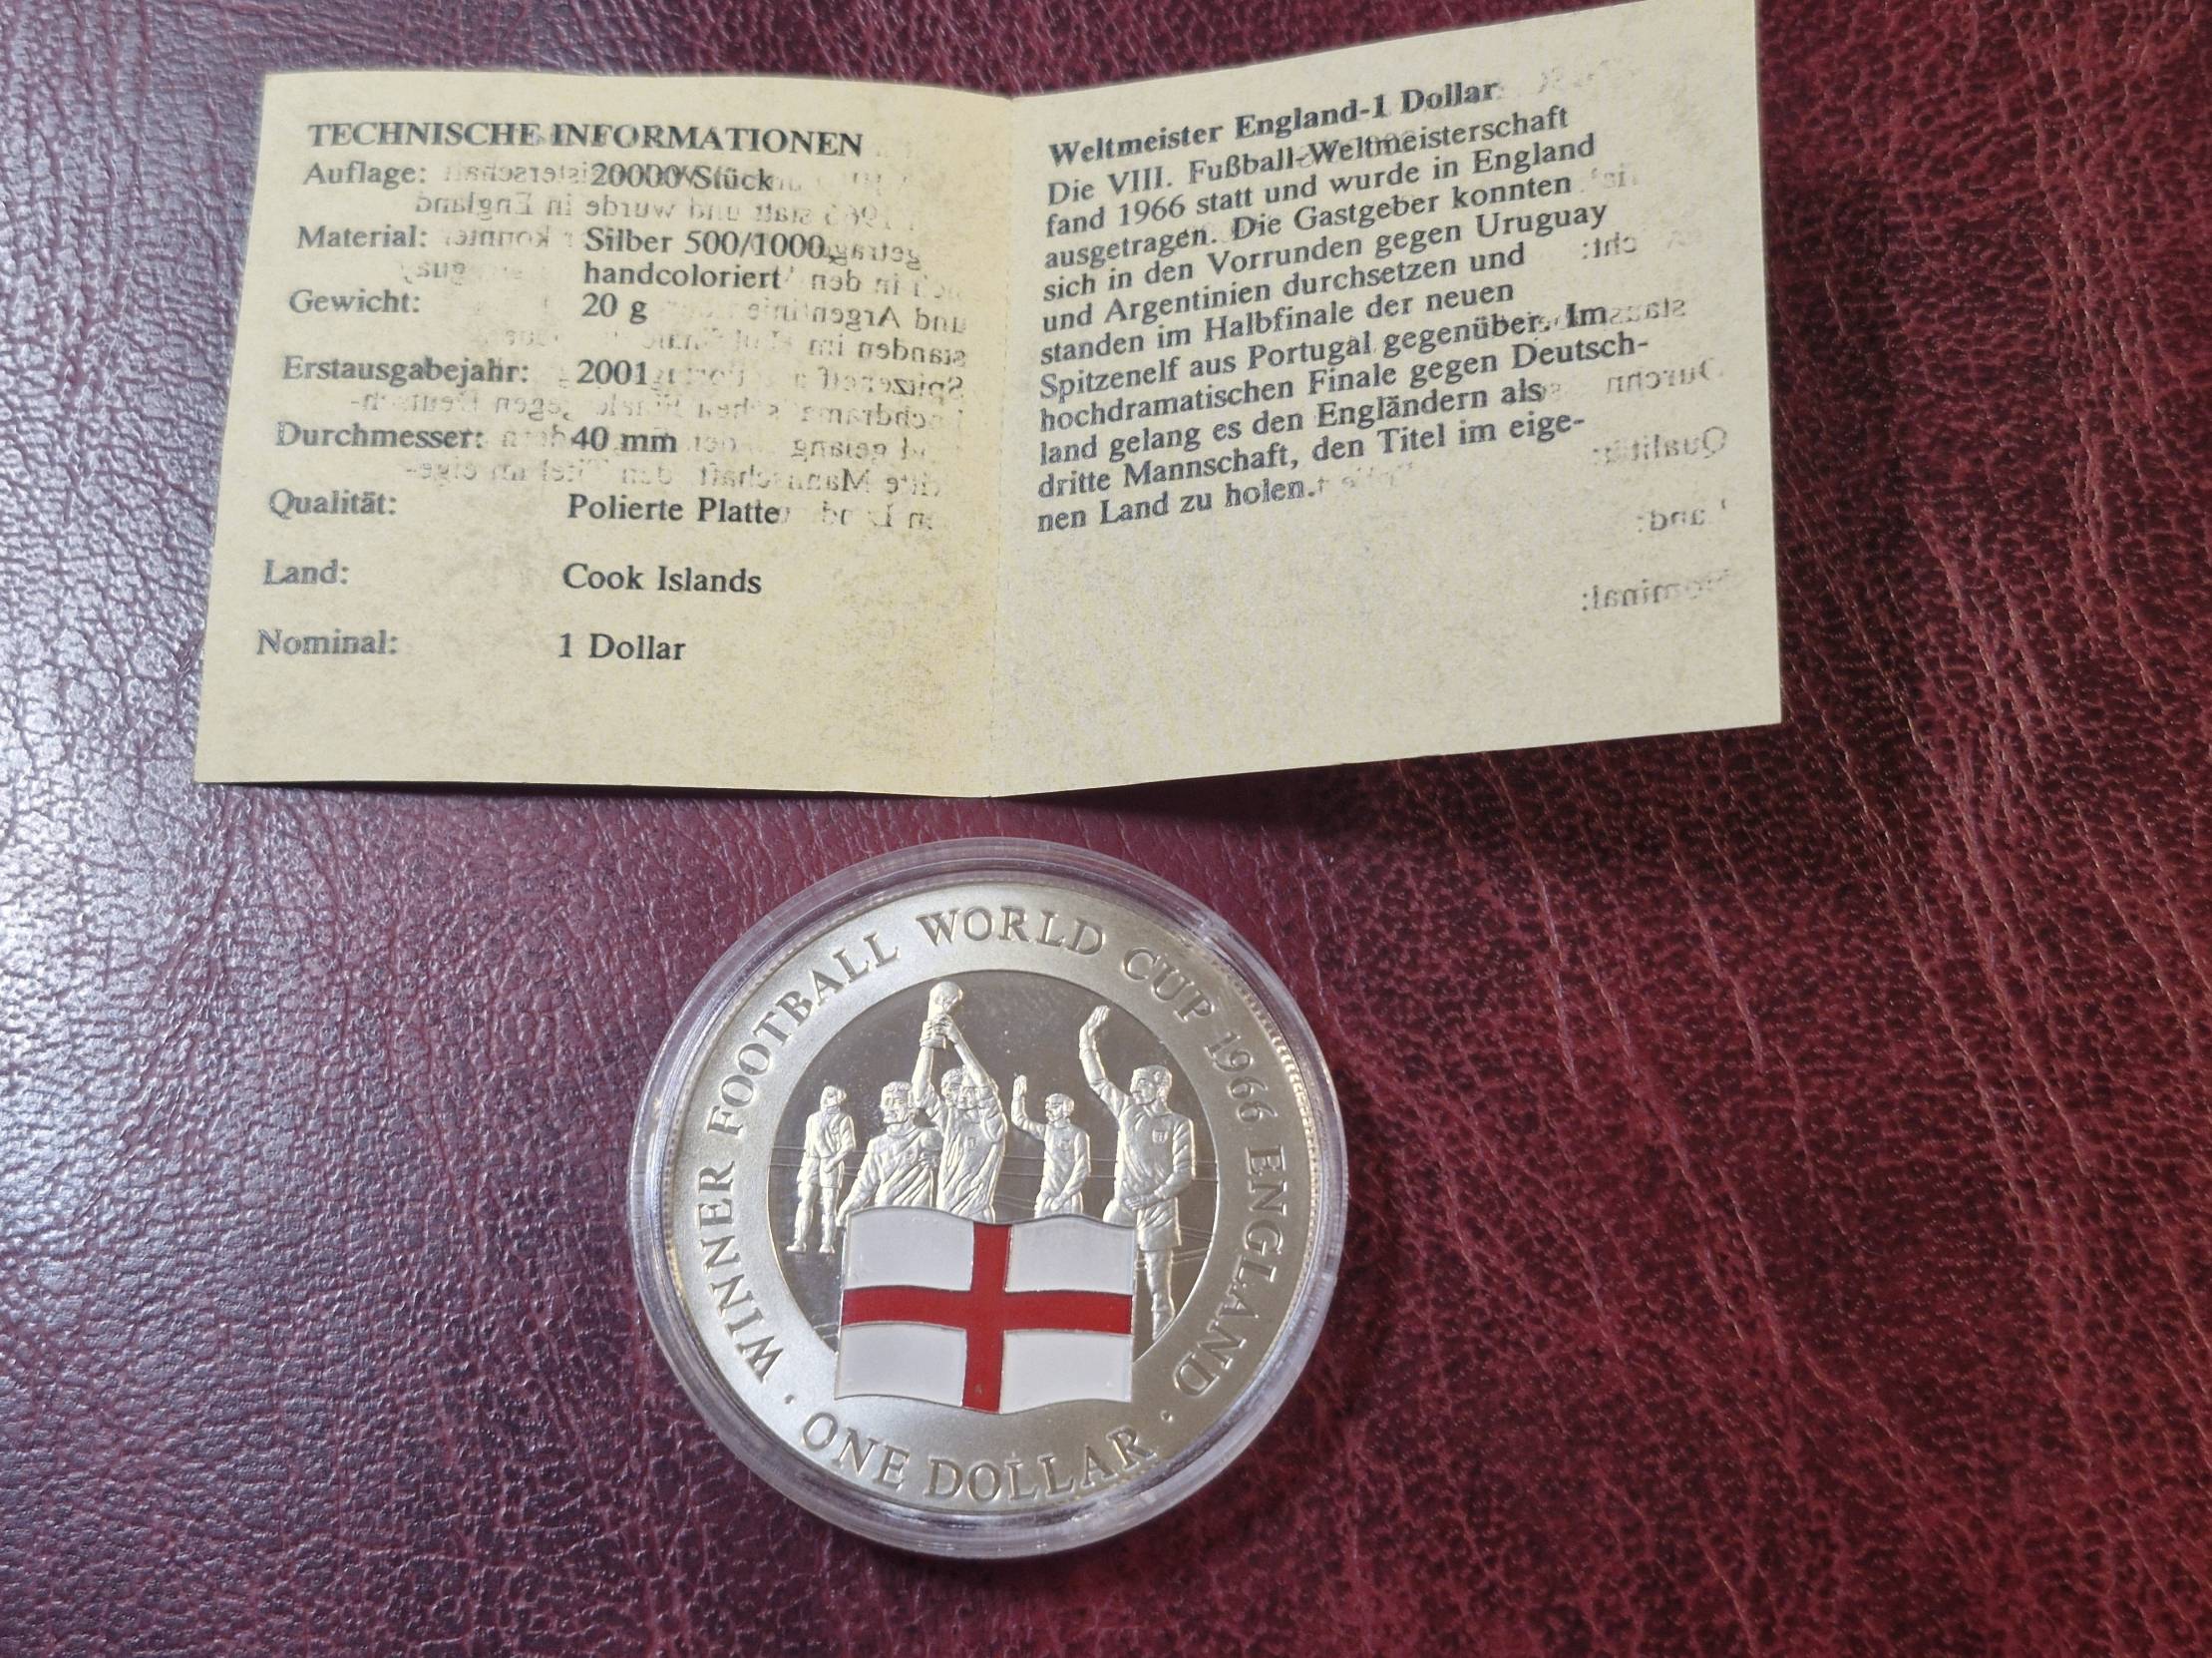 TECHNISCHE INFORMATIONEN
Auflage: 20000 Stück
Material: Silber 500/1000
handcoloriert
Gewicht: 20 g
Erstausgabejahr: 2001
Durchmesser: 40 mm
Qualität: Polierte Platte
Land: Cook Islands
Nominal: 1 Dollar
Weltmeister England-1 Dollar
Die VIII. Fußball-Weltmeisterschaft
fand 1966 statt und wurde in England
ausgetragen. Die Gastgeber konnten
sich in den Vorrunden gegen Uruguay
und Argentinien durchsetzen und
standen im Halbfinale der neuen
Spitzenelf aus Portugal gegenüber. Im
hochdramatischen Finale gegen Deutsch-
land gelang es den Engländern als
dritte Mannschaft, den Titel im eige-
nen Land zu holen.
WINNER FOOTBALL WORLD CUP 1966 ENGLAND
· ONE DOLLAR ·